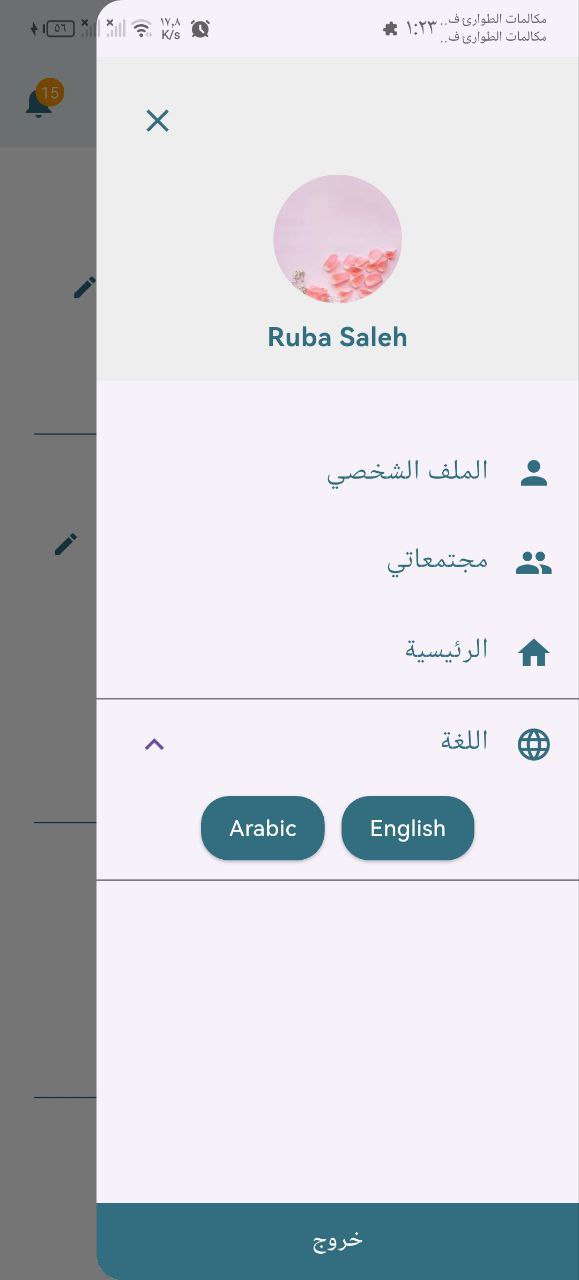 مكالمات الطوارئ ف..
مكالمات الطوارئ ف..
١:٢٣
١٧,٨
K/s
٥٦
15
Ruba Saleh
الملف الشخصي
مجتمعاتي
الرئيسية
اللغة
English
Arabic
خروج